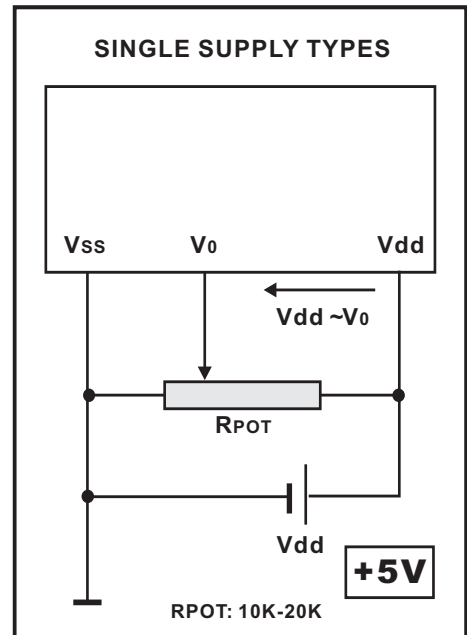 SINGLE SUPPLY TYPES
Vss V0 Vdd
Vdd ~V0
RPOT
Vdd
+5V
RPOT: 10K-20K